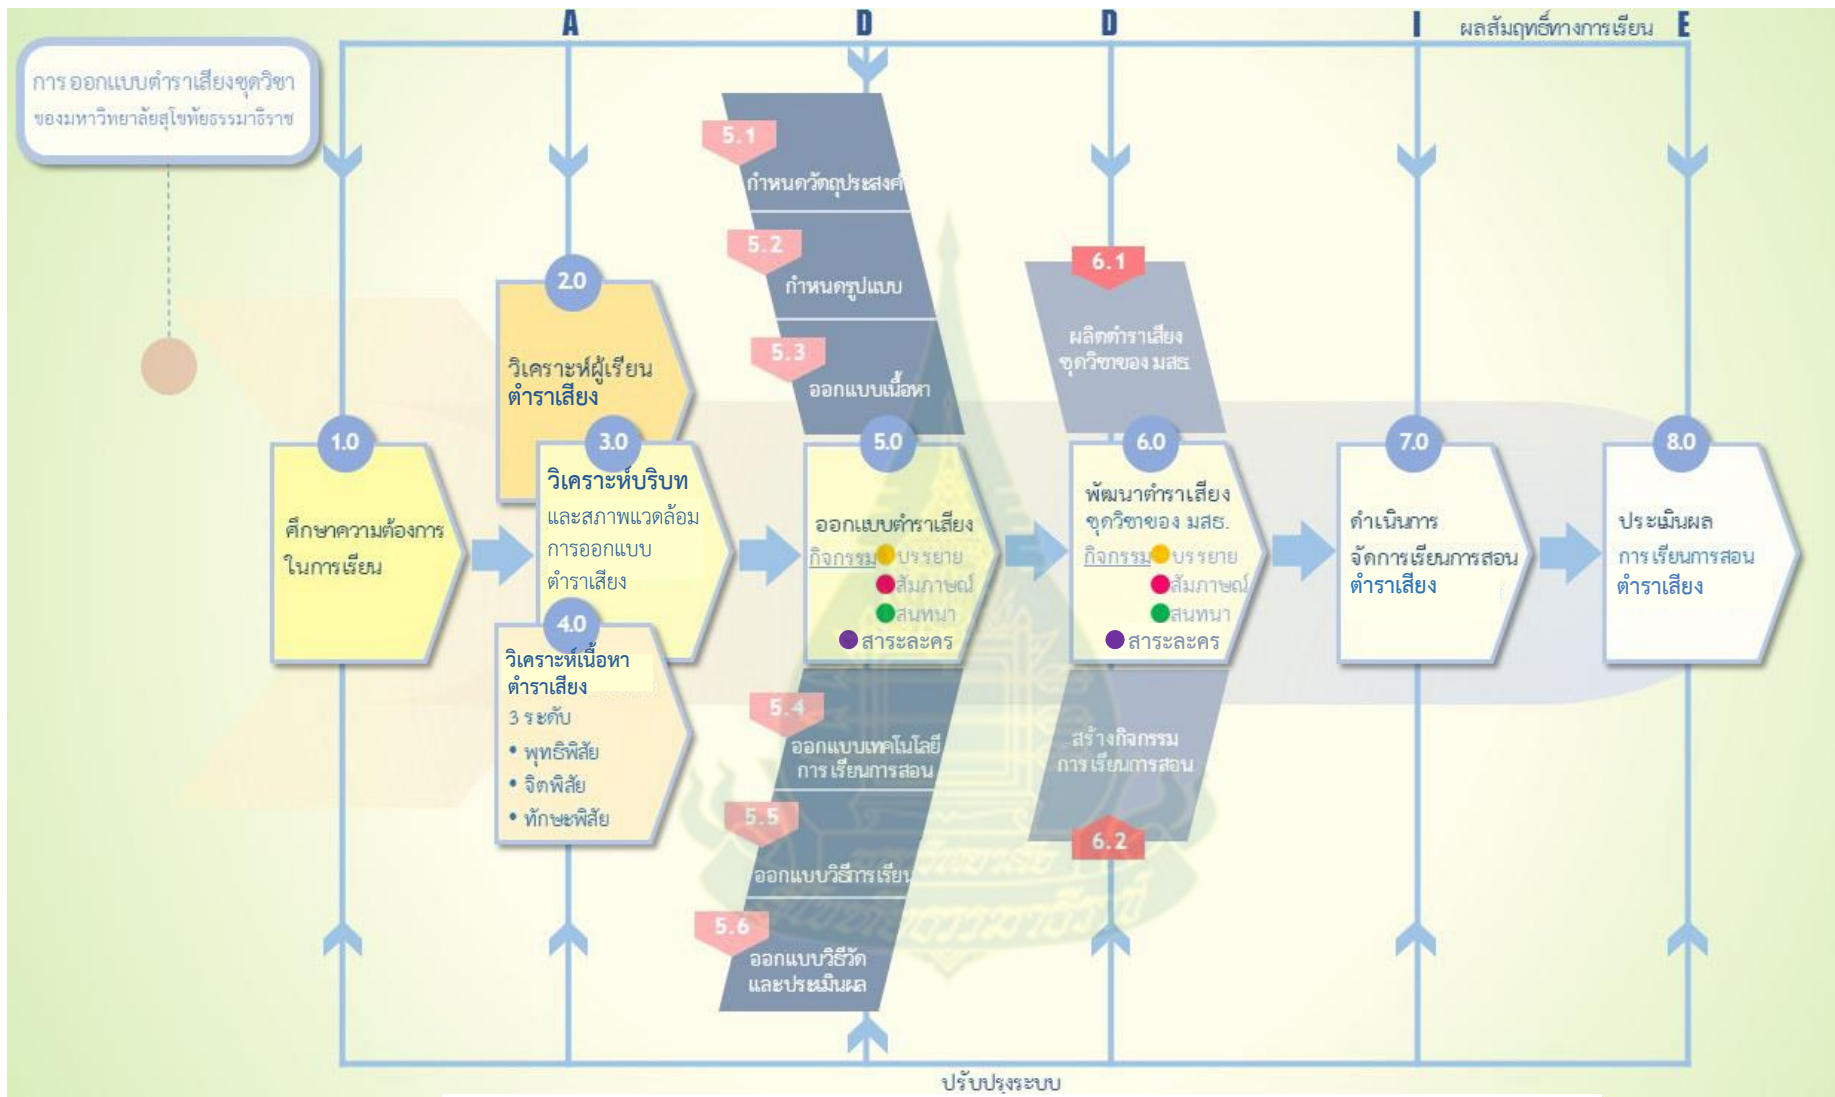 A D D I ผลสัมฤทธิ์ทางการเรียน E
การออกแบบตำราเสียงชุดวิชา
ของมหาวิทยาลัยสุโขทัยธรรมาธิราช
1.0
ศึกษาความต้องการ
ในการเรียน
2.0
วิเคราะห์ผู้เรียน
ตำราเสียง
3.0
วิเคราะห์บริบท
และสภาพแวดล้อม
การออกแบบ
ตำราเสียง
4.0
วิเคราะห์เนื้อหา
ตำราเสียง
3 ระดับ
• พุทธิพิสัย
• จิตพิสัย
• ทักษะพิสัย
5.1
กำหนดวัตถุประสงค์
5.2
กำหนดรูปแบบ
5.3
ออกแบบเนื้อหา
5.0
ออกแบบตำราเสียง
กิจกรรม บรรยาย
สัมภาษณ์
สนทนา
สาระละคร
5.4
ออกแบบเทคโนโลยี
การเรียนการสอน
5.5
ออกแบบวิธีการเรียน
5.6
ออกแบบวิธีวัด
และประเมินผล
6.1
ผลิตตำราเสียง
ชุดวิชาของ มสธ.
6.0
พัฒนาตำราเสียง
ชุดวิชาของ มสธ.
กิจกรรม บรรยาย
สัมภาษณ์
สนทนา
สาระละคร
สร้างกิจกรรม
การเรียนการสอน
6.2
7.0
ดำเนินการ
จัดการเรียนการสอน
ตำราเสียง
8.0
ประเมินผล
การเรียนการสอน
ตำราเสียง
ปรับปรุงระบบ